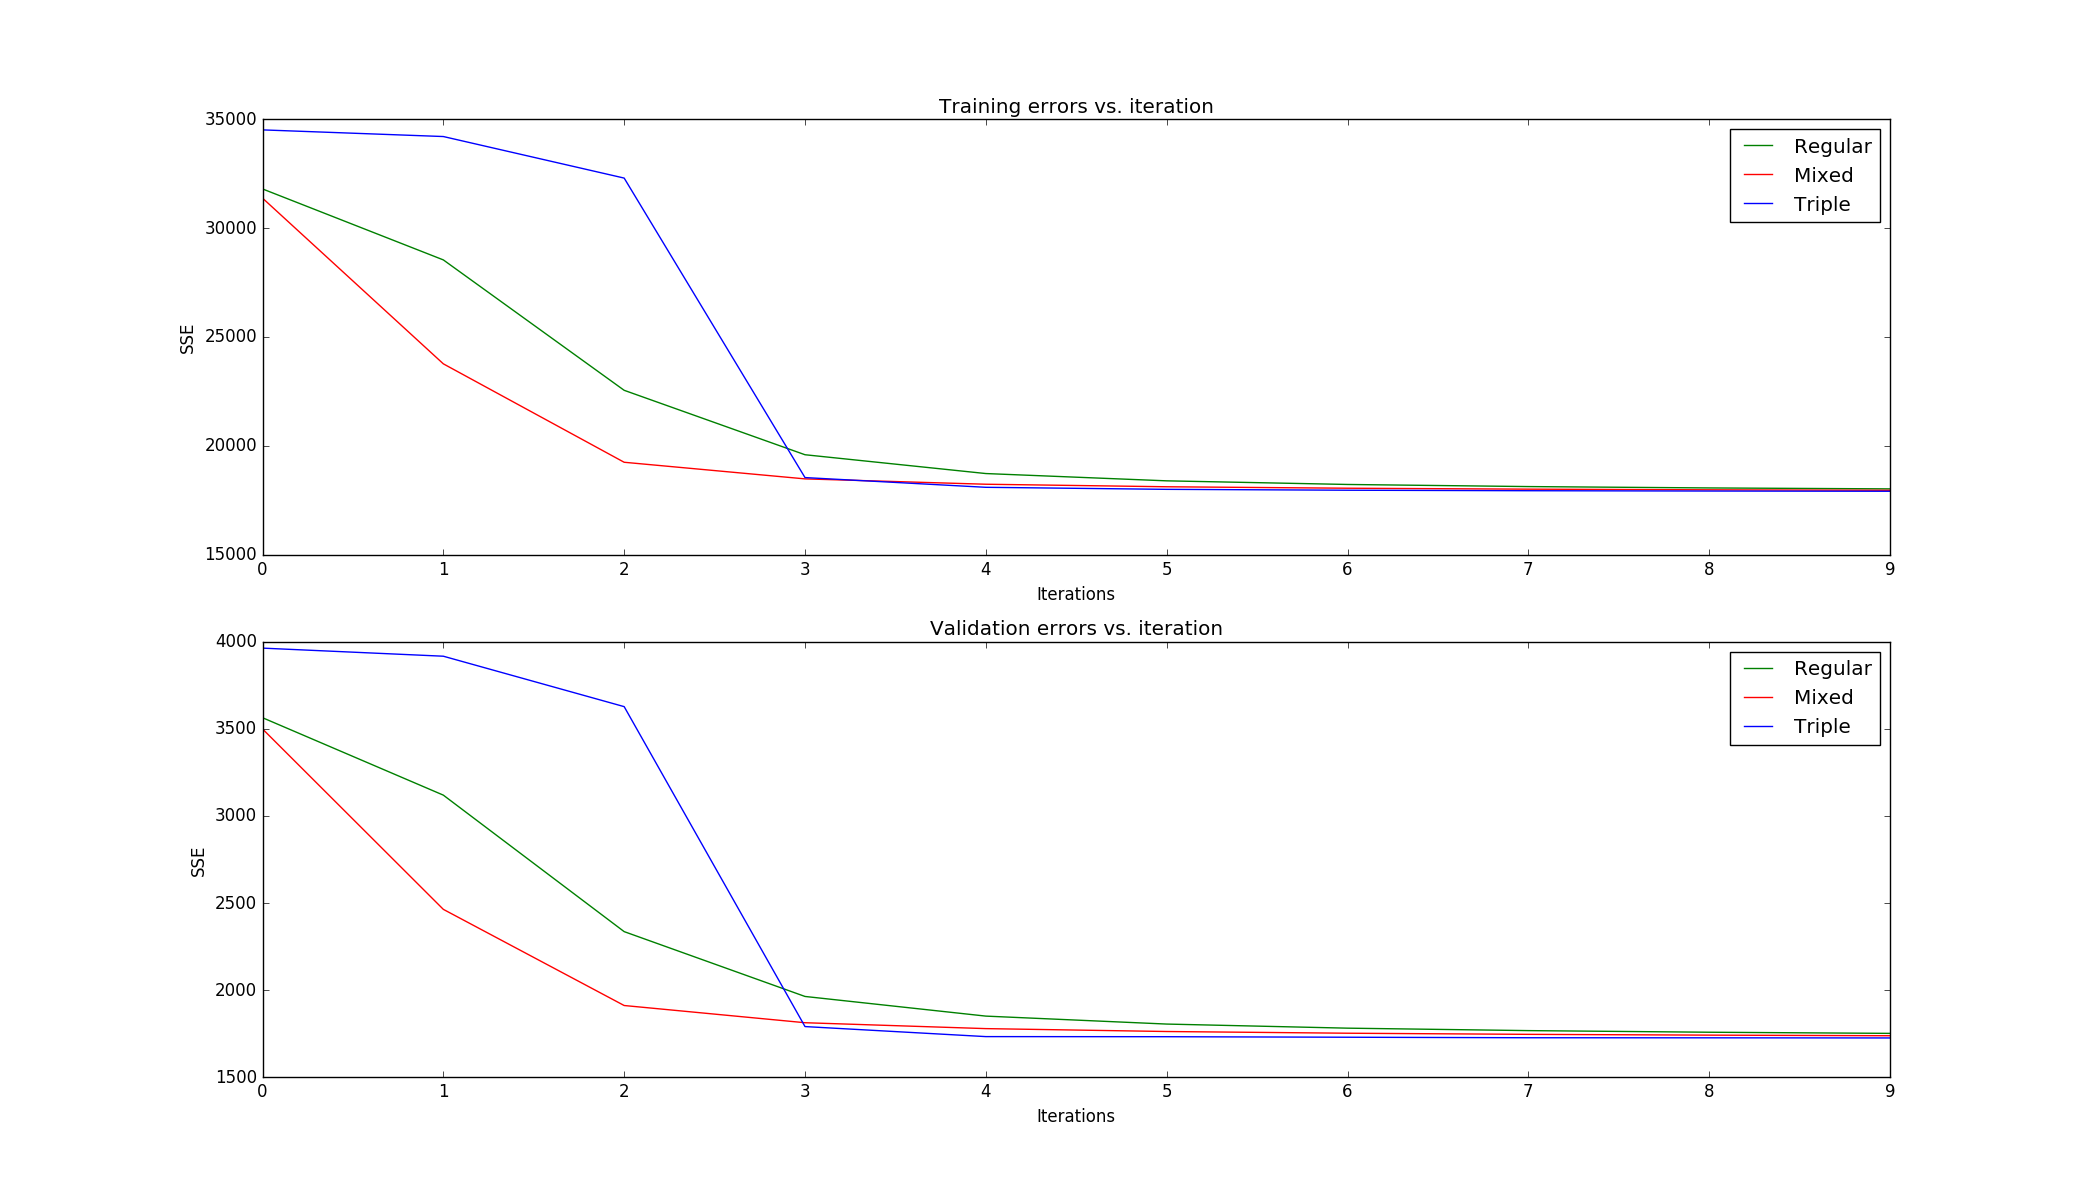 Training errors vs. iteration
35000
30000
25000
20000
15000
SSE
Regular
Mixed
Triple
0 1 2 3 4 5 6 7 8 9
Iterations
Validation errors vs. iteration
4000
3500
3000
2500
2000
1500
SSE
Regular
Mixed
Triple
0 1 2 3 4 5 6 7 8 9
Iterations